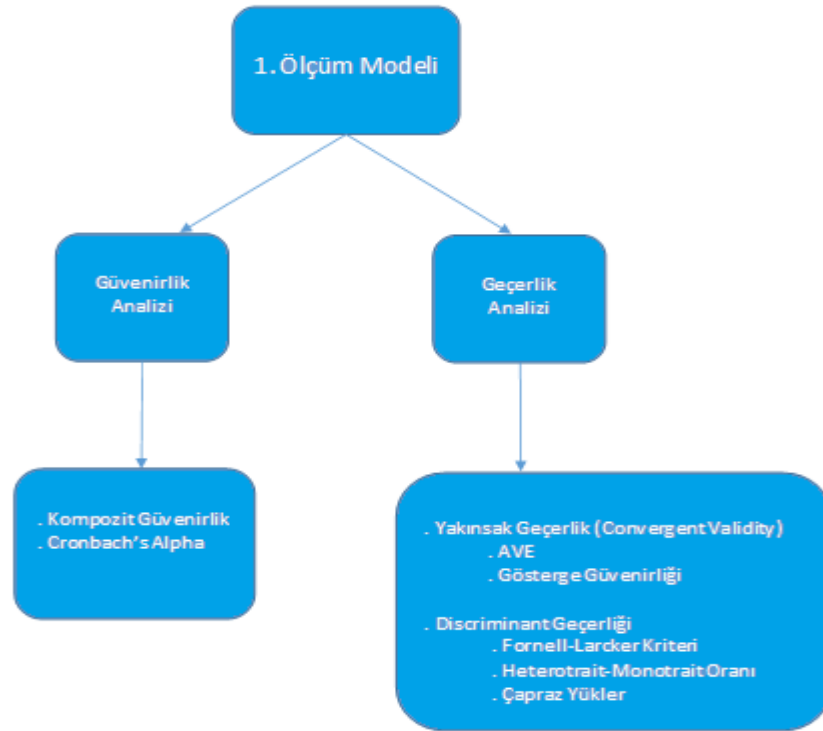 1. Ölçüm Modeli
Güvenirlik
Analizi
Geçerlik
Analizi
. Kompozit Güvenirlik
. Cronbach's Alpha
. Yakınsak Geçerlik (Convergent Validity)
. AVE
. Gösterge Güvenirliği
. Discriminant Geçerliği
. Fornell-Larcker Kriteri
. Heterotrait-Monotrait Oranı
. Çapraz Yükler